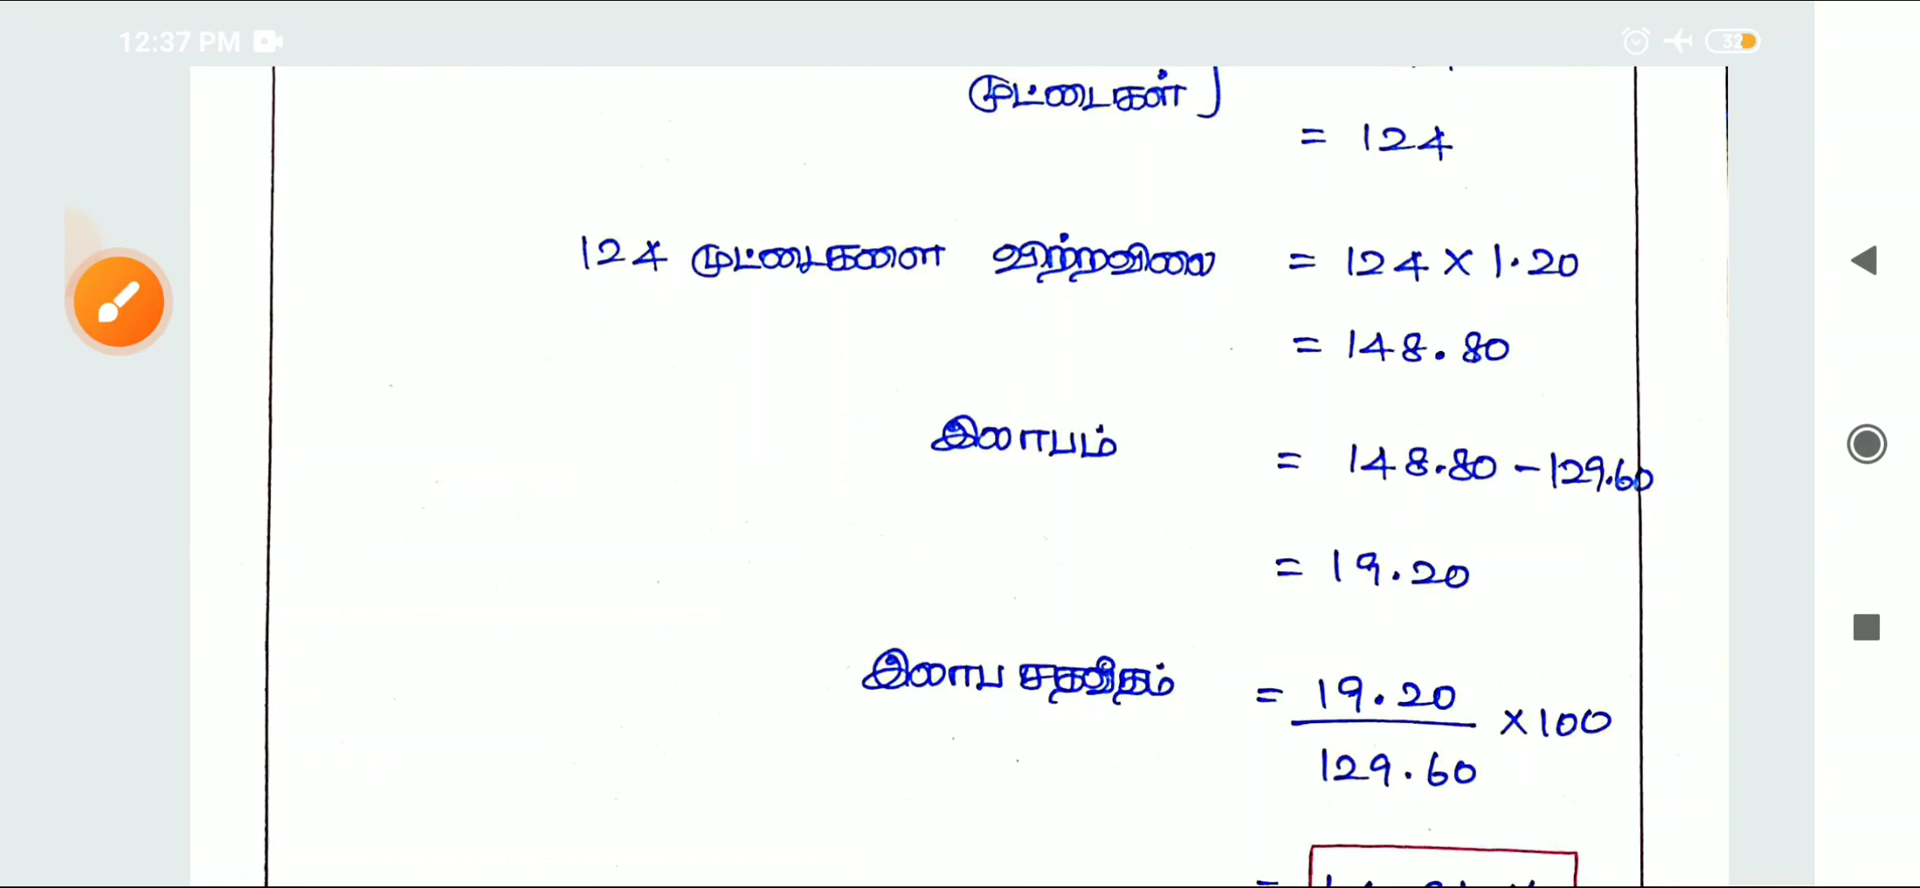 12:37 PM
32
முட்டைகள்
= 124
124 முட்டைகளை விற்றவிலை = 124 × 1.20
= 148.80
இலாபம் = 148.80 - 129.60
= 19.20
இலாப சதவீதம் = 19.20 / 129.60 × 100
=